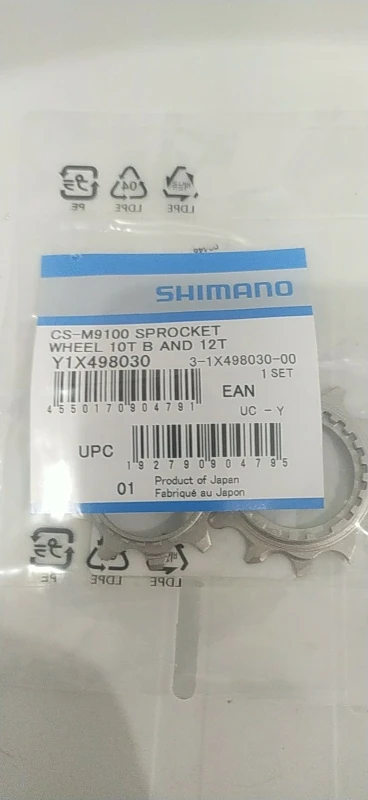 PE
LDPE
LDPE
SHIMANO
CS-M9100 SPROCKET
WHEEL 10T B AND 12T
Y1X498030 3-1X498030-00
1 SET
EAN
4550170904791
UC - Y
UPC
192790904795
01 Product of Japan
Fabriqué au Japon
PE
LDPE
LDPE